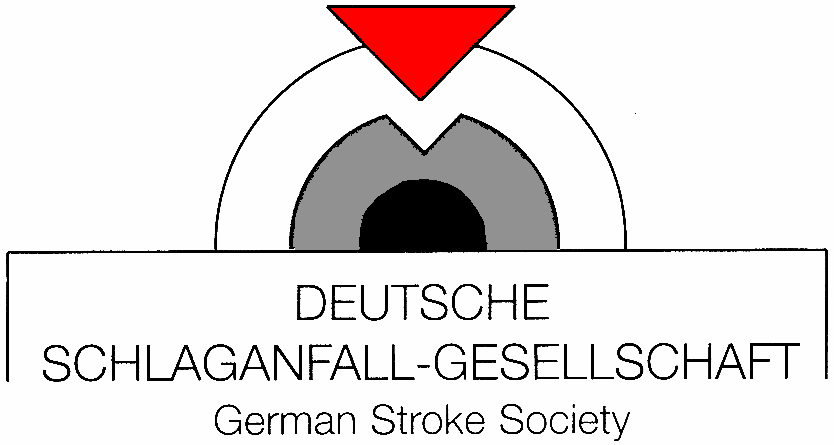 DEUTSCHE
SCHLAGANFALL-GESELLSCHAFT
German Stroke Society